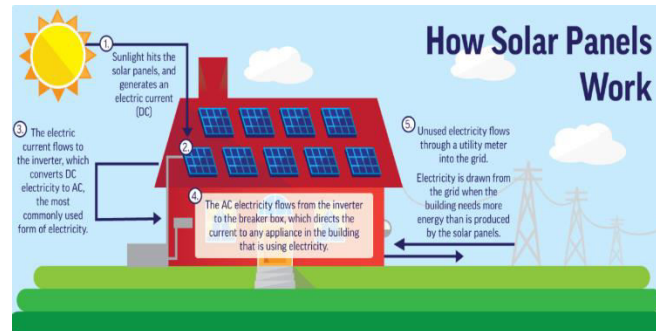 How Solar Panels
Work
1.
Sunlight hits the
solar panels, and
generates an
electric current
(DC)
2.
3.
The electric
current flows to
the inverter, which
converts DC
electricity to AC,
the most
commonly used
form of electricity.
4.
The AC electricity flows from the inverter
to the breaker box, which directs the
current to any appliance in the building
that is using electricity.
5.
Unused electricity flows
through a utility meter
into the grid.
Electricity is drawn from
the grid when the
building needs more
energy than is produced
by the solar panels.